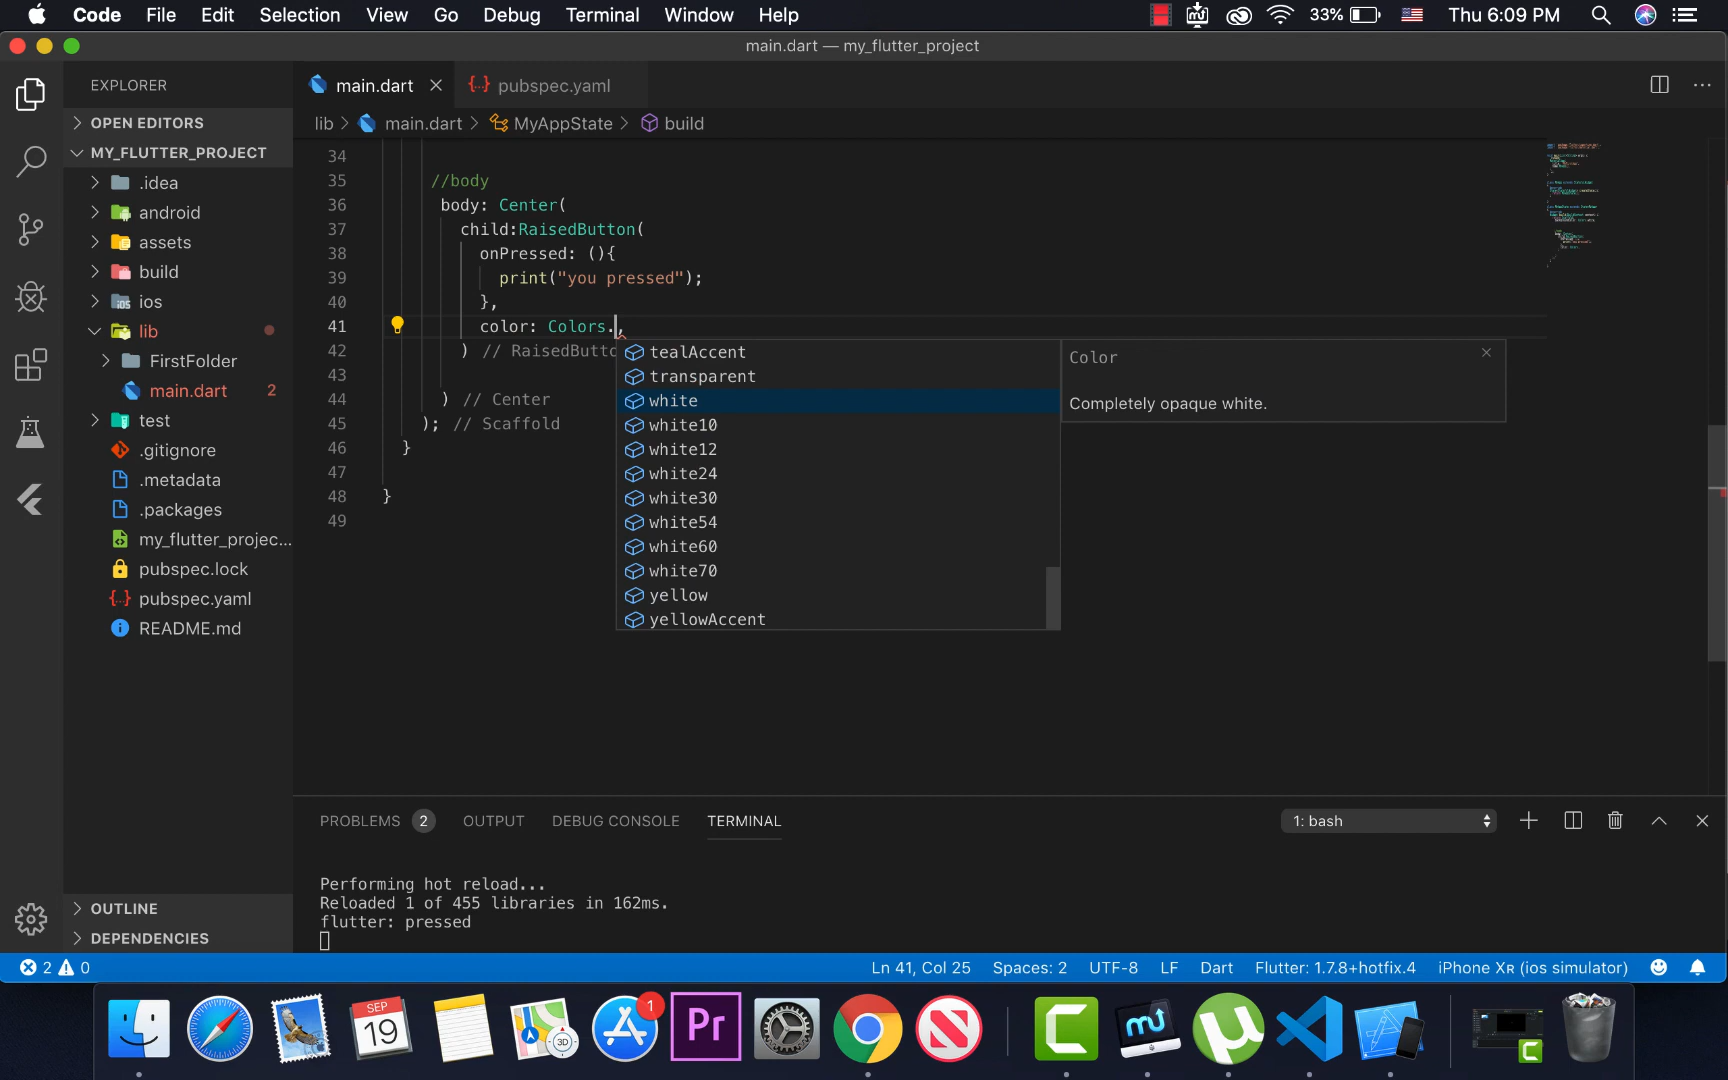 Code File Edit Selection View Go Debug Terminal Window Help 33% Thu 6:09 PM
main.dart — my_flutter_project
EXPLORER
OPEN EDITORS
MY_FLUTTER_PROJECT
.idea
android
assets
build
ios
lib
FirstFolder
main.dart 2
test
.gitignore
.metadata
.packages
my_flutter_projec...
pubspec.lock
pubspec.yaml
README.md
OUTLINE
DEPENDENCIES
main.dart pubspec.yaml
lib > main.dart > MyAppState > build
34
35 //body
36 body: Center(
37 child:RaisedButton(
38 onPressed: (){
39 print("you pressed");
40 },
41 color: Colors.,
42 ) // RaisedButto
43
44 ) // Center
45 ); // Scaffold
46 }
47
48 }
49
tealAccent
transparent
white
white10
white12
white24
white30
white54
white60
white70
yellow
yellowAccent
Color
Completely opaque white.
PROBLEMS 2 OUTPUT DEBUG CONSOLE TERMINAL 1: bash
Performing hot reload...
Reloaded 1 of 455 libraries in 162ms.
flutter: pressed
2 0 Ln 41, Col 25 Spaces: 2 UTF-8 LF Dart Flutter: 1.7.8+hotfix.4 iPhone Xʀ (ios simulator)
SEP
19
3D
1
Pr